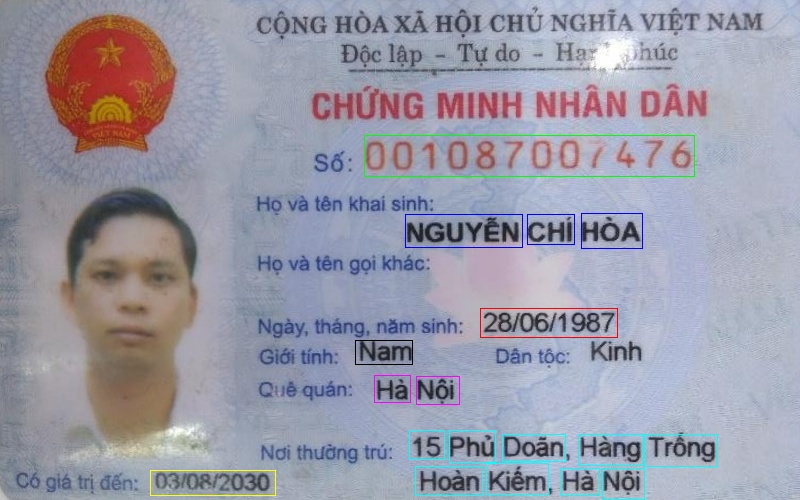 CỘNG HÒA XÃ HỘI CHỦ NGHĨA VIỆT NAM
Độc lập – Tự do – Hạnh phúc
CHỨNG MINH NHÂN DÂN
Số: 001087007476
Họ và tên khai sinh:
NGUYỄN CHÍ HÒA
Họ và tên gọi khác:
Ngày, tháng, năm sinh: 28/06/1987
Giới tính: Nam Dân tộc: Kinh
Quê quán: Hà Nội
Nơi thường trú: 15 Phủ Doãn, Hàng Trống
Hoàn Kiếm, Hà Nội
Có giá trị đến: 03/08/2030